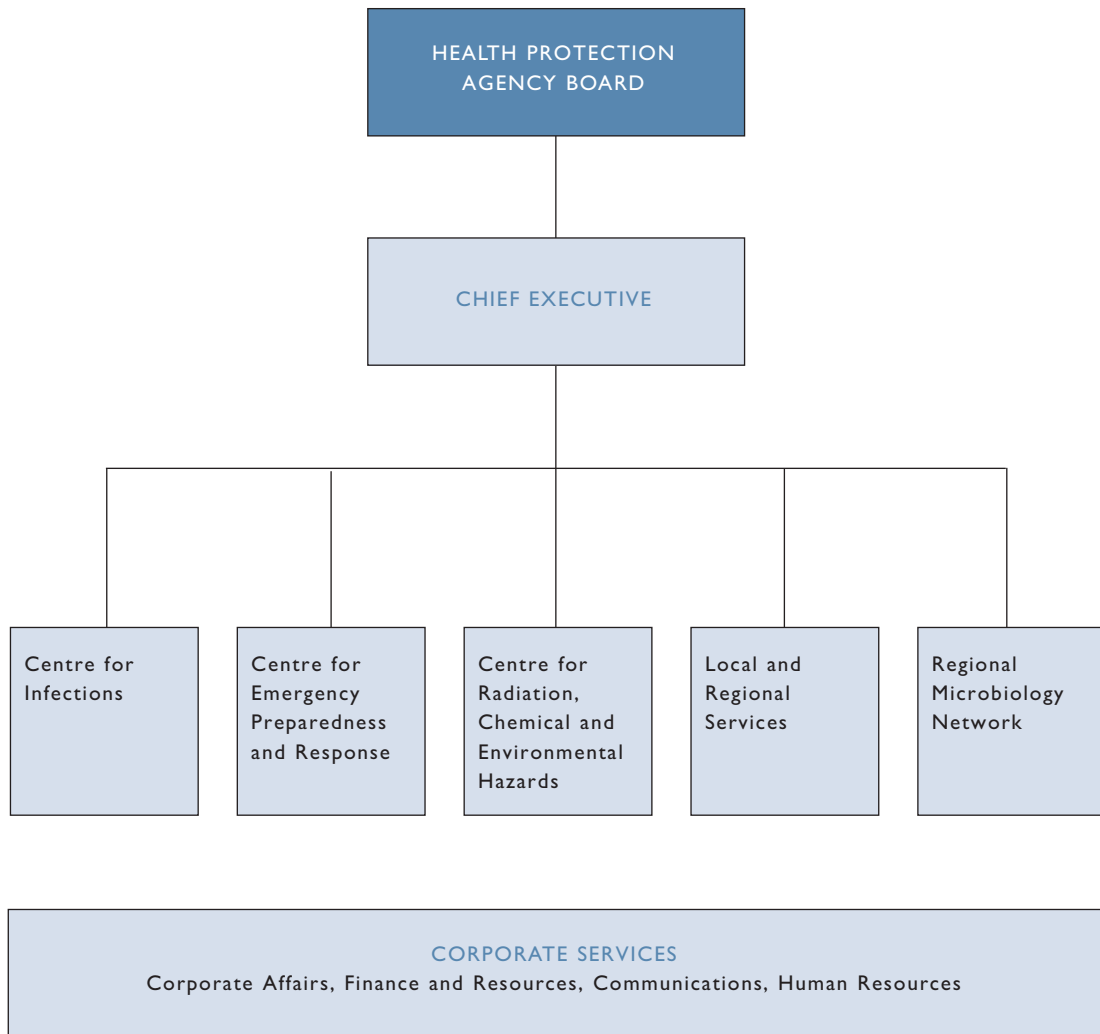 HEALTH PROTECTION
AGENCY BOARD
CHIEF EXECUTIVE
Centre for
Infections
Centre for
Emergency
Preparedness
and Response
Centre for
Radiation,
Chemical and
Environmental
Hazards
Local and
Regional
Services
Regional
Microbiology
Network
CORPORATE SERVICES
Corporate Affairs, Finance and Resources, Communications, Human Resources